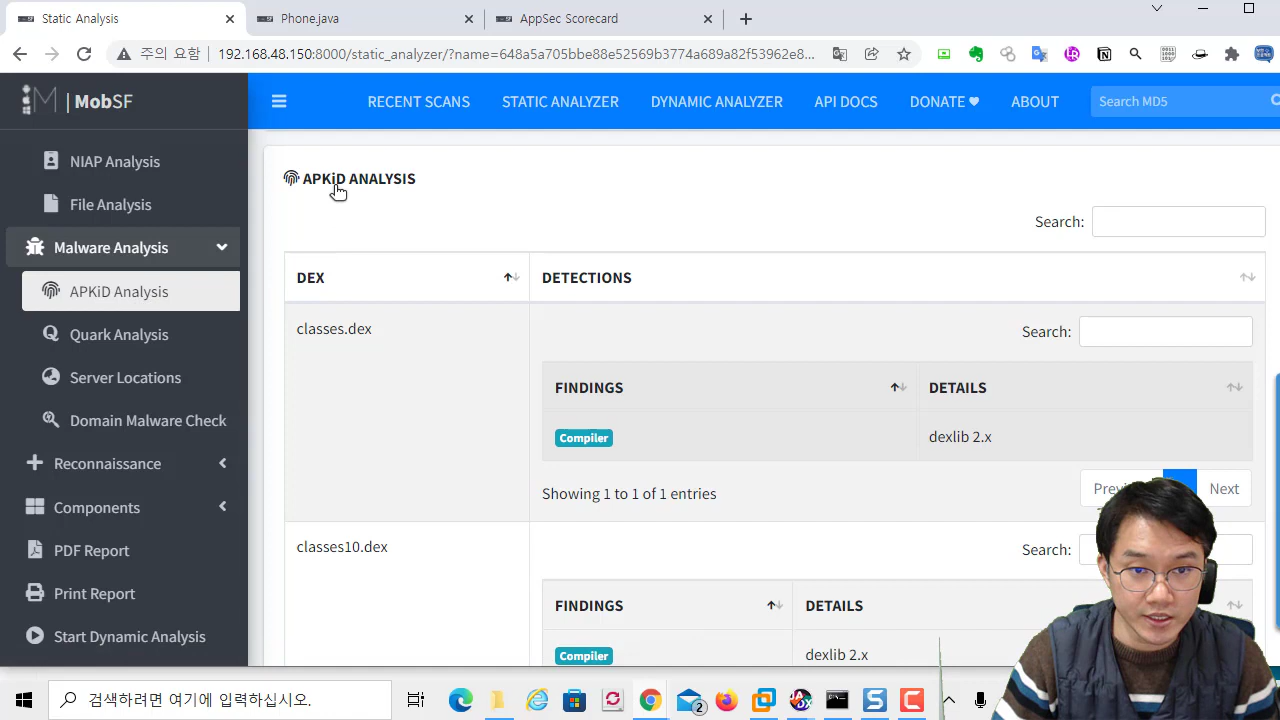 Static Analysis
Phone.java
AppSec Scorecard
주의 요함
192.168.48.150:8000/static_analyzer/?name=648a5a705bbe88e52569b3774a689a82f53962e8...
| MobSF
RECENT SCANS
STATIC ANALYZER
DYNAMIC ANALYZER
API DOCS
DONATE
ABOUT
Search MD5
NIAP Analysis
File Analysis
Malware Analysis
APKiD Analysis
Quark Analysis
Server Locations
Domain Malware Check
Reconnaissance
Components
PDF Report
Print Report
Start Dynamic Analysis
APKiD ANALYSIS
Search:
DEX
DETECTIONS
classes.dex
Search:
FINDINGS
DETAILS
Compiler
dexlib 2.x
Showing 1 to 1 of 1 entries
Next
classes10.dex
Search:
FINDINGS
DETAILS
Compiler
dexlib 2.x
검색하려면 여기에 입력하십시오.
2